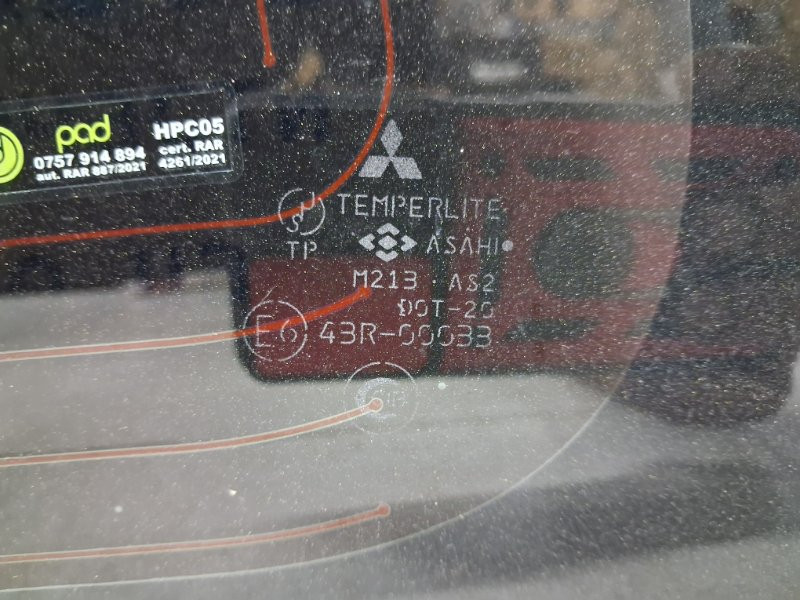 pad
HPC05
0757 914 894
cert. RAR
aut. RAR 887/2021
4261/2021
TEMPERLITE
JIS
TP
ASAHI
M213 AS2
DOT-20
E6 43R-00033